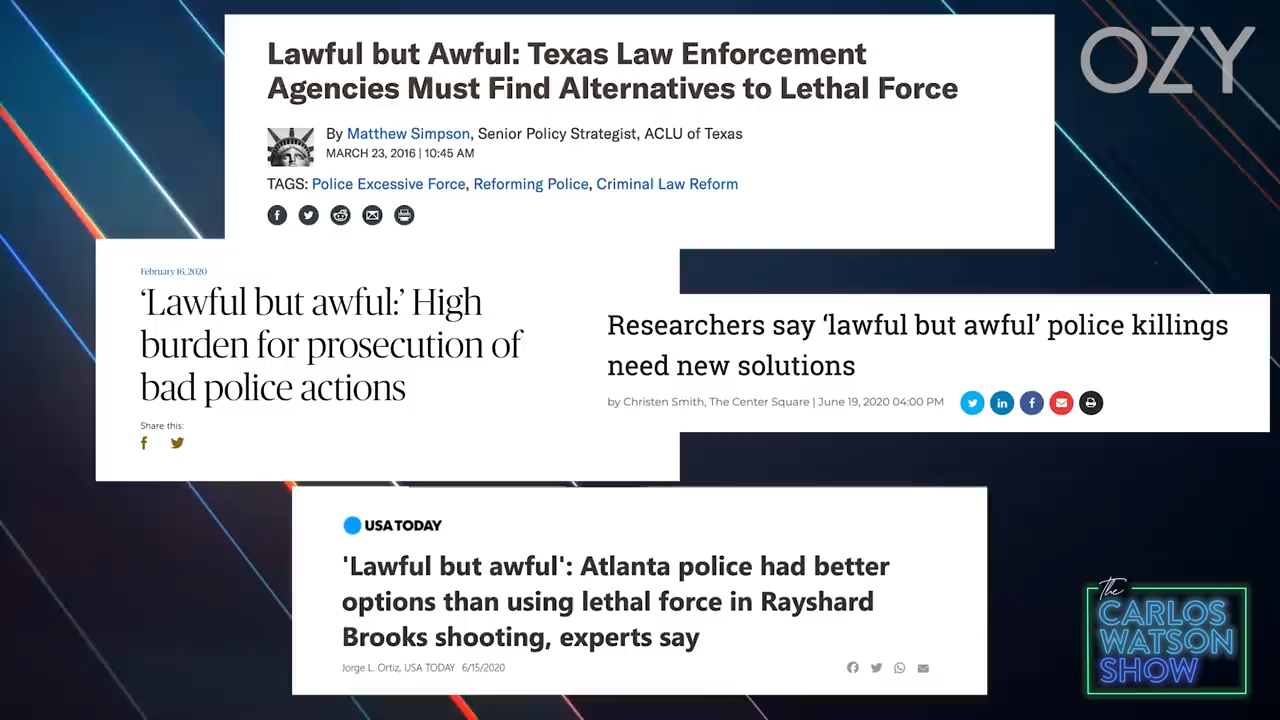 OZY
Lawful but Awful: Texas Law Enforcement
Agencies Must Find Alternatives to Lethal Force
By Matthew Simpson, Senior Policy Strategist, ACLU of Texas
MARCH 23, 2016 | 10:45 AM
TAGS: Police Excessive Force, Reforming Police, Criminal Law Reform
February 16, 2020
‘Lawful but awful:’ High
burden for prosecution of
bad police actions
Share this:
Researchers say ‘lawful but awful’ police killings
need new solutions
by Christen Smith, The Center Square | June 19, 2020 04:00 PM
USA TODAY
'Lawful but awful': Atlanta police had better
options than using lethal force in Rayshard
Brooks shooting, experts say
Jorge L. Ortiz, USA TODAY 6/15/2020
The
CARLOS
WATSON
SHOW